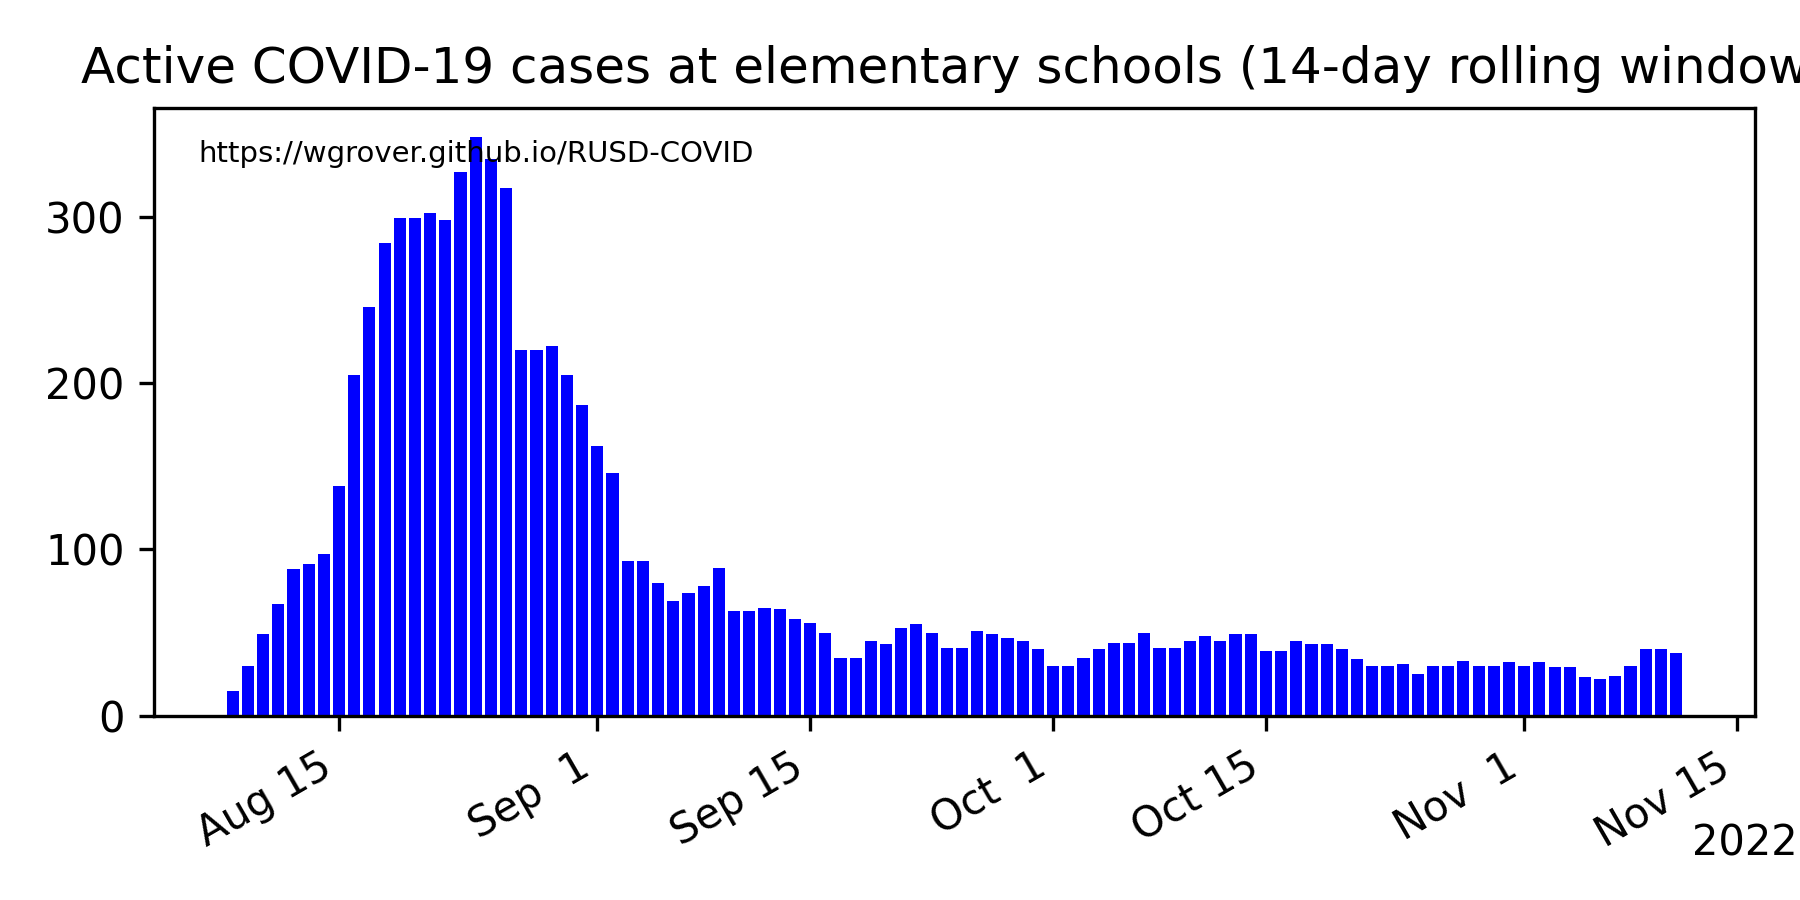 Active COVID-19 cases at elementary schools (14-day rolling window
https://wgrover.github.io/RUSD-COVID
300
200
100
0
Aug 15
Sep 1
Sep 15
Oct 1
Oct 15
Nov 1
Nov 15
2022